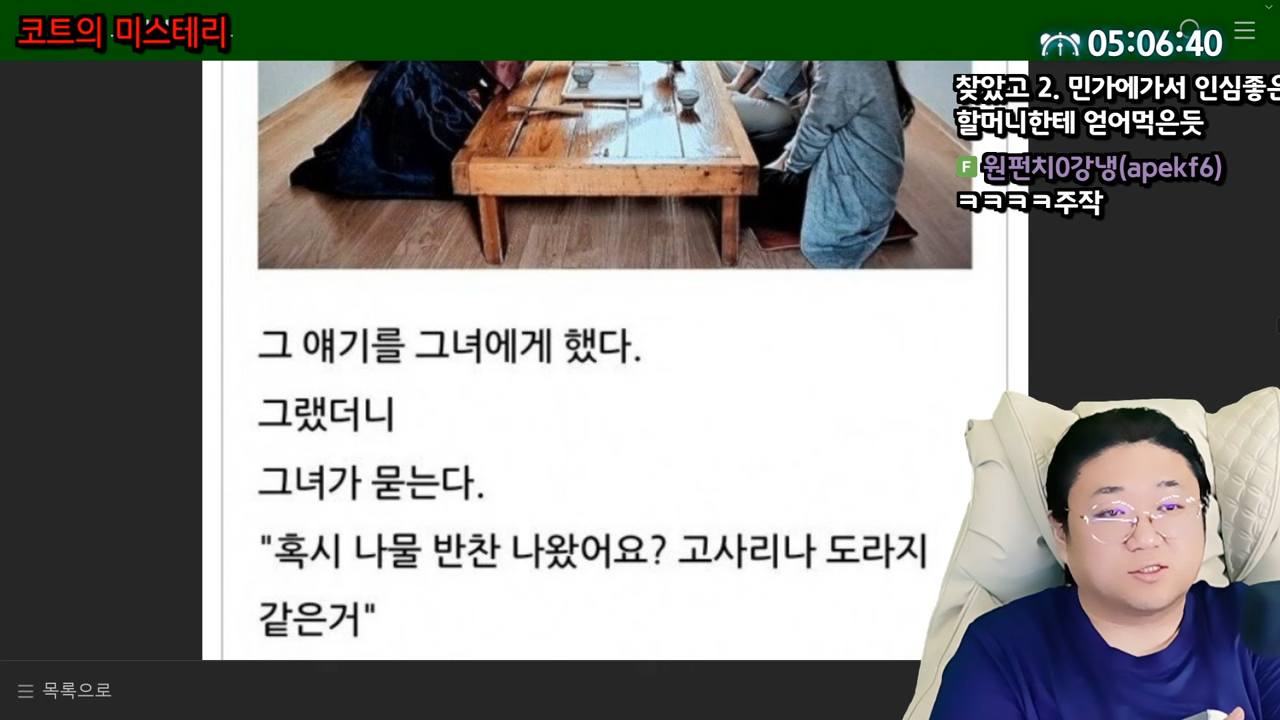 코트의 미스테리
05:06:40
찾았고 2. 민가에가서 인심좋은
할머니한테 얻어먹은듯
F 원펀치0강냉(apekf6)
ㅋㅋㅋㅋ주작
그 얘기를 그녀에게 했다.
그랬더니
그녀가 묻는다.
"혹시 나물 반찬 나왔어요? 고사리나 도라지
같은거"
목록으로